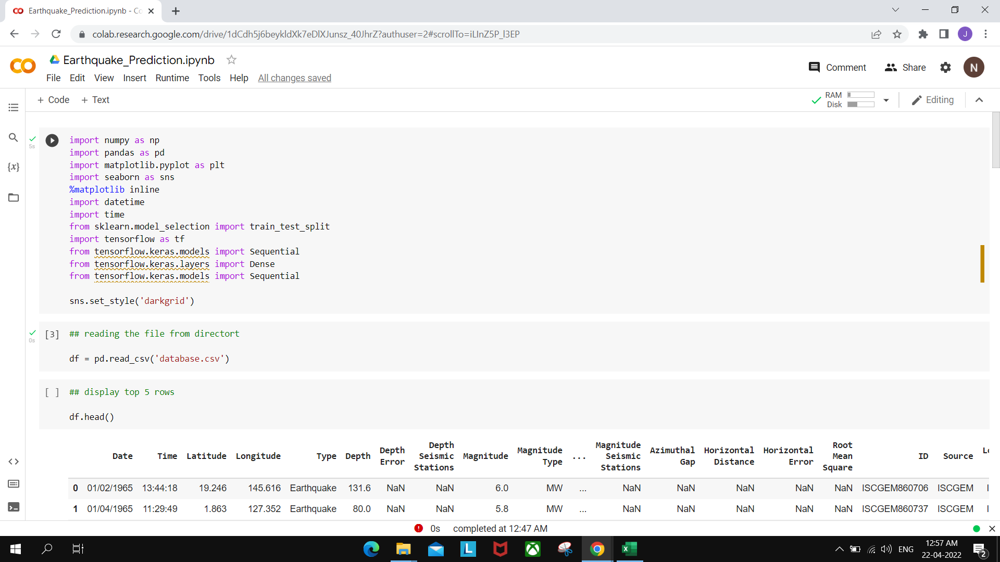 Earthquake_Prediction.ipynb - Co
colab.research.google.com/drive/1dCdh5j6beykldXk7eDlXJunsz_40JhrZ?authuser=2#scrollTo=iLInZ5P_l3EP
J
Earthquake_Prediction.ipynb
File Edit View Insert Runtime Tools Help All changes saved
Comment Share N
+ Code + Text
RAM
Disk
Editing
5s
import numpy as np
import pandas as pd
import matplotlib.pyplot as plt
import seaborn as sns
%matplotlib inline
import datetime
import time
from sklearn.model_selection import train_test_split
import tensorflow as tf
from tensorflow.keras.models import Sequential
from tensorflow.keras.layers import Dense
from tensorflow.keras.models import Sequential
sns.set_style('darkgrid')
{x}
0s
[3] ## reading the file from directort
df = pd.read_csv('database.csv')
[ ] ## display top 5 rows
df.head()
Date Time Latitude Longitude Type Depth Depth Error Depth Seismic Stations Magnitude Magnitude Type ... Magnitude Seismic Stations Azimuthal Gap Horizontal Distance Horizontal Error Root Mean Square ID Source
0 01/02/1965 13:44:18 19.246 145.616 Earthquake 131.6 NaN NaN 6.0 MW ... NaN NaN NaN NaN NaN ISCGEM860706 ISCGEM
1 01/04/1965 11:29:49 1.863 127.352 Earthquake 80.0 NaN NaN 5.8 MW ... NaN NaN NaN NaN NaN ISCGEM860737 ISCGEM
0s completed at 12:47 AM
L
ENG
12:57 AM
22-04-2022
2